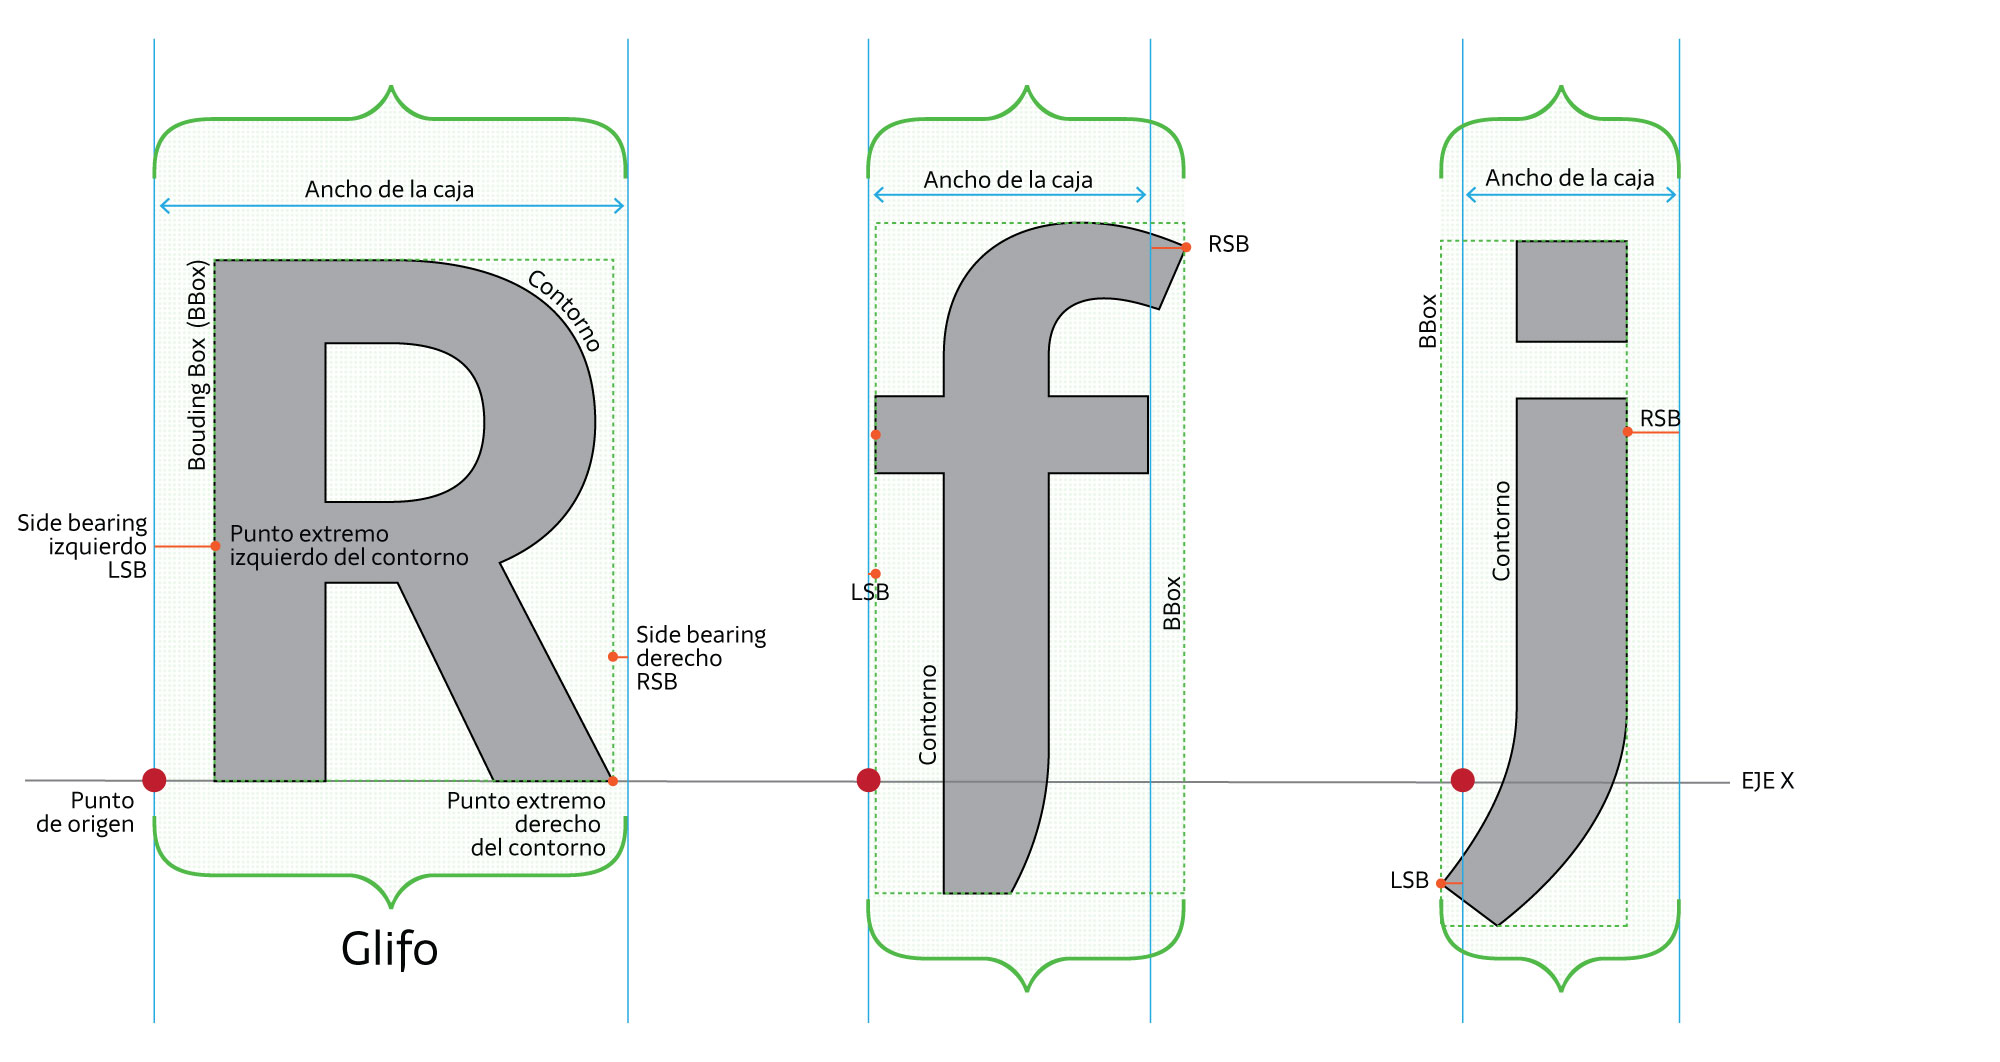 Ancho de la caja
Bouding Box (BBox)
Contorno
Side bearing
izquierdo
LSB
Punto extremo
izquierdo del contorno
Side bearing
derecho
RSB
Punto
de origen
Punto extremo
derecho
del contorno
Glifo
Ancho de la caja
RSB
LSB
BBox
Contorno
Ancho de la caja
BBox
RSB
Contorno
LSB
EJE X
R
f
j